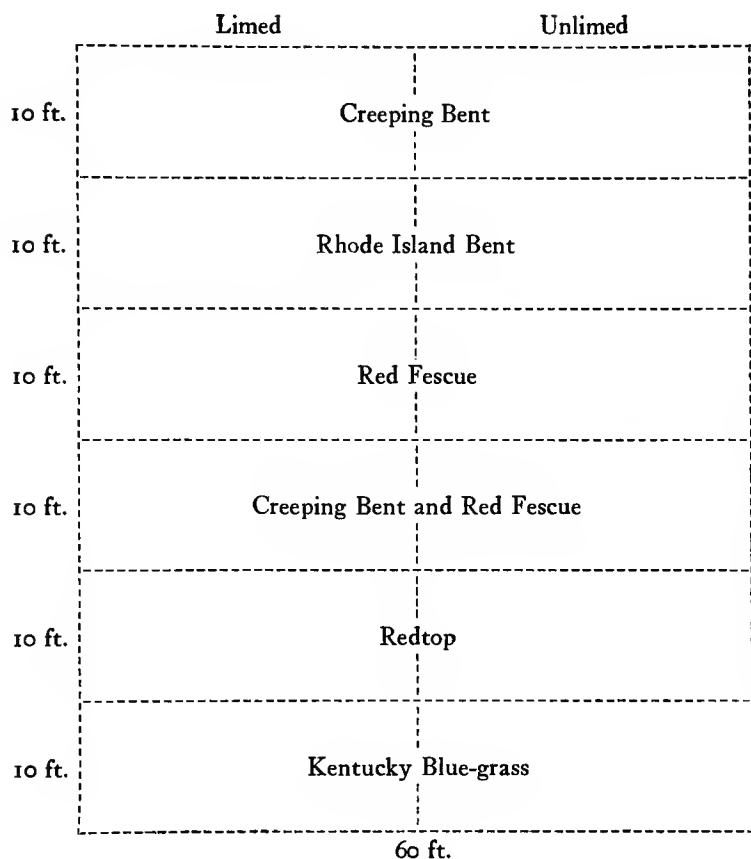 Limed Unlimed
10 ft. Creeping Bent
10 ft. Rhode Island Bent
10 ft. Red Fescue
10 ft. Creeping Bent and Red Fescue
10 ft. Redtop
10 ft. Kentucky Blue-grass
60 ft.